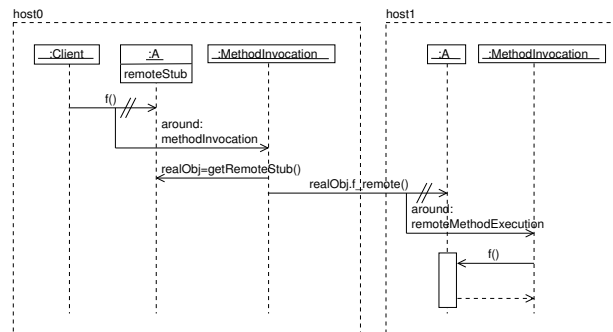 host0
host1
:Client
:A
:MethodInvocation
:A
:MethodInvocation
remoteStub
f()
around:
methodInvocation
realObj=getRemoteStub()
realObj.f_remote()
around:
remoteMethodExecution
f()